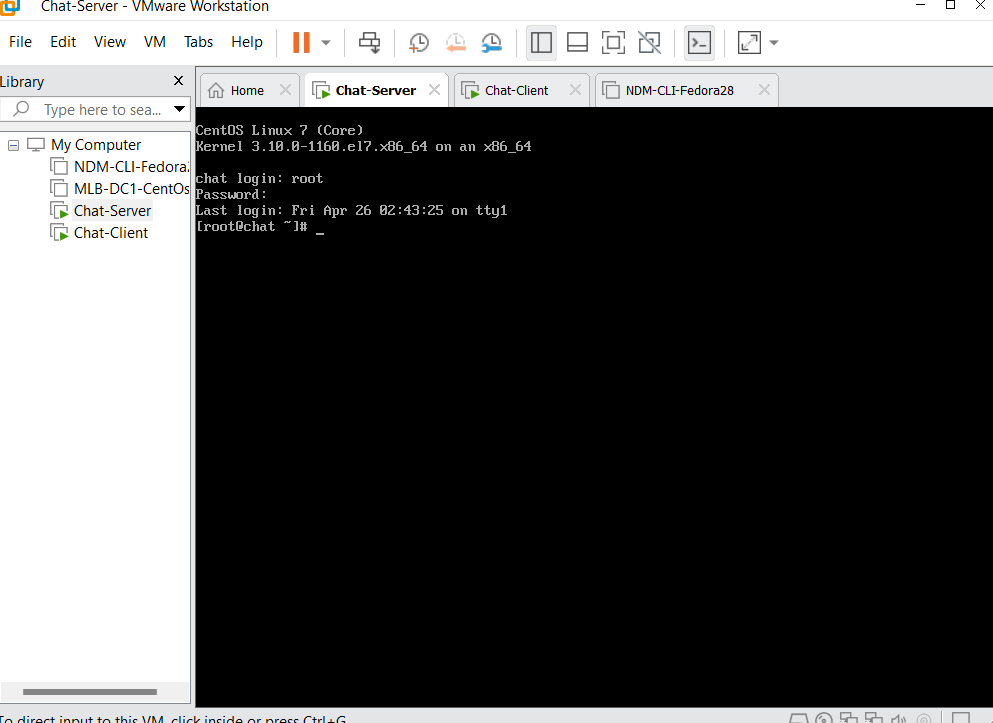 Chat-Server - VMware Workstation
File Edit View VM Tabs Help
Library
Type here to sea...
My Computer
NDM-CLI-Fedora
MLB-DC1-CentOs
Chat-Server
Chat-Client
Home
Chat-Server
Chat-Client
NDM-CLI-Fedora28
CentOS Linux 7 (Core)
Kernel 3.10.0-1160.el7.x86_64 on an x86_64
chat login: root
Password:
Last login: Fri Apr 26 02:43:25 on tty1
[root@chat ~]# _
To direct input to this VM, click inside or press Ctrl+G.